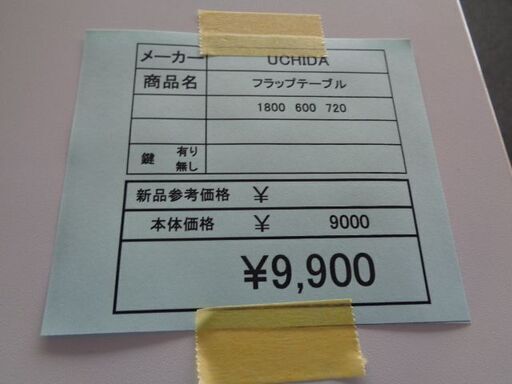 メーカー UCHIDA
商品名 フラップテーブル
1800 600 720
鍵 有り 無し
新品参考価格 ¥
本体価格 ¥ 9000
¥9,900